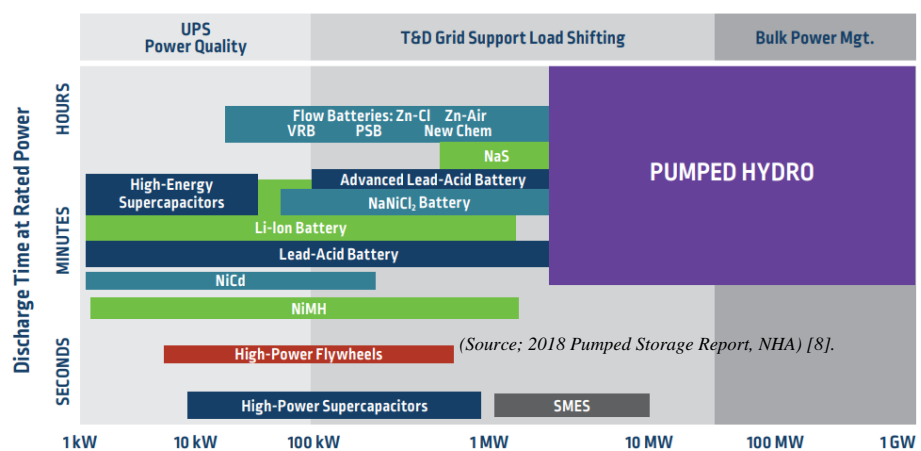 UPS
Power Quality
T&D Grid Support Load Shifting
Bulk Power Mgt.
Discharge Time at Rated Power
HOURS
MINUTES
SECONDS
Flow Batteries: Zn-Cl Zn-Air
VRB PSB New Chem
NaS
PUMPED HYDRO
High-Energy
Supercapacitors
Advanced Lead-Acid Battery
NaNiCl₂ Battery
Li-Ion Battery
Lead-Acid Battery
NiCd
NiMH
High-Power Flywheels
(Source; 2018 Pumped Storage Report, NHA) [8].
High-Power Supercapacitors
SMES
1 kW 10 kW 100 kW 1 MW 10 MW 100 MW 1 GW